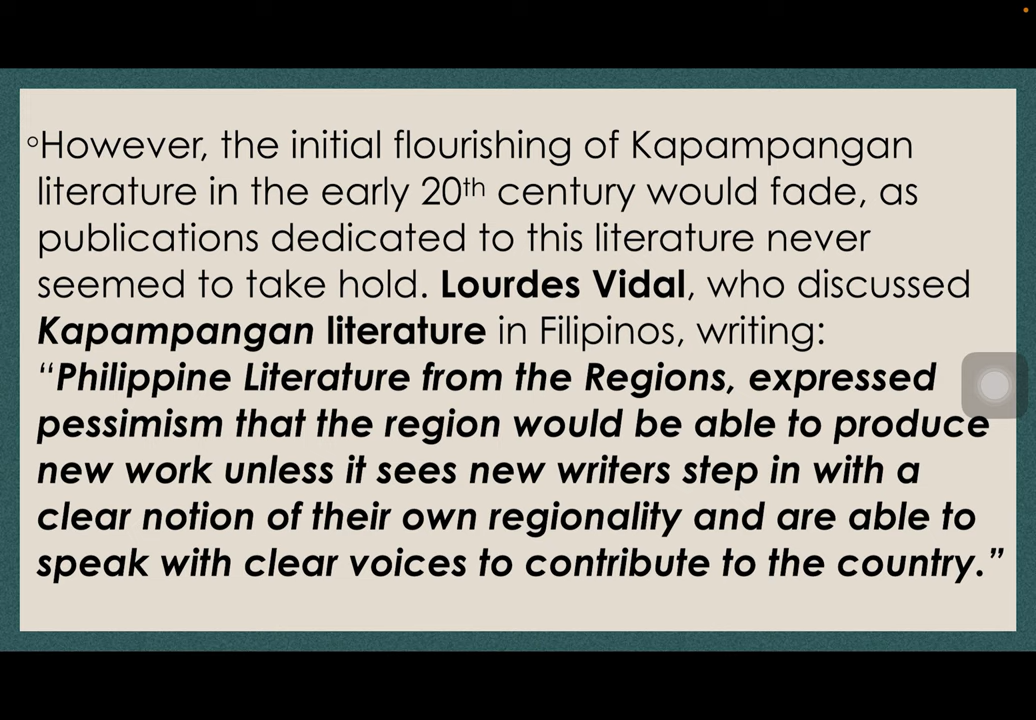 ◦However, the initial flourishing of Kapampangan
literature in the early 20th century would fade, as
publications dedicated to this literature never
seemed to take hold. Lourdes Vidal, who discussed
Kapampangan literature in Filipinos, writing:
“Philippine Literature from the Regions, expressed
pessimism that the region would be able to produce
new work unless it sees new writers step in with a
clear notion of their own regionality and are able to
speak with clear voices to contribute to the country.”